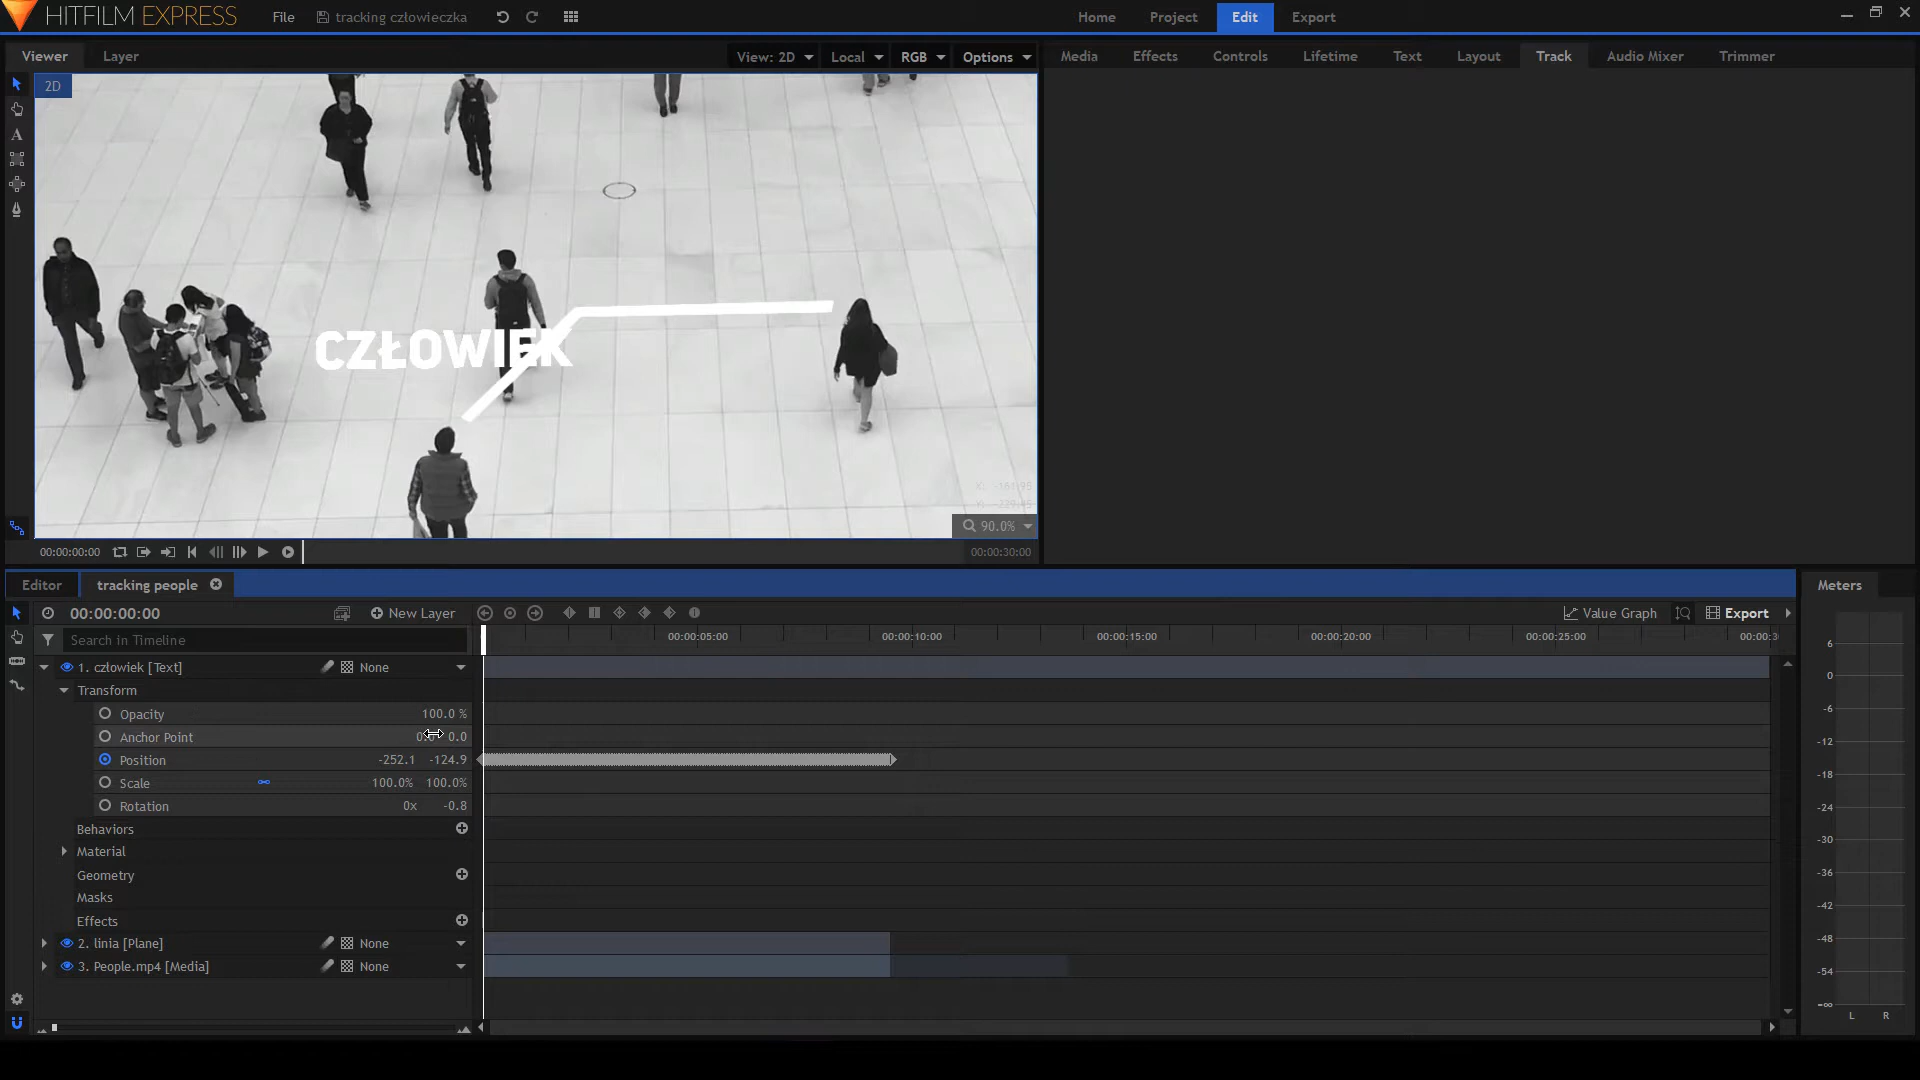 HITFILM EXPRESS
File
tracking człowieczka
Home
Project
Edit
Export
Viewer
Layer
View: 2D
Local
RGB
Options
Media
Effects
Controls
Lifetime
Text
Layout
Track
Audio Mixer
Trimmer
2D
CZŁOWIEK
90.0%
00:00:00:00
00:00:30:00
Editor
tracking people
Meters
00:00:00:00
New Layer
Value Graph
Export
Search in Timeline
00:00:05:00
00:00:10:00
00:00:15:00
00:00:20:00
00:00:25:00
1. człowiek [Text]
None
Transform
Opacity
100.0 %
Anchor Point
0.0
Position
-252.1 -124.9
Scale
100.0% 100.0%
Rotation
0x -0.8
Behaviors
Material
Geometry
Masks
Effects
2. linia [Plane]
None
3. People.mp4 [Media]
None
6
0
-6
-12
-18
-24
-30
-36
-42
-48
-54
-∞
L R